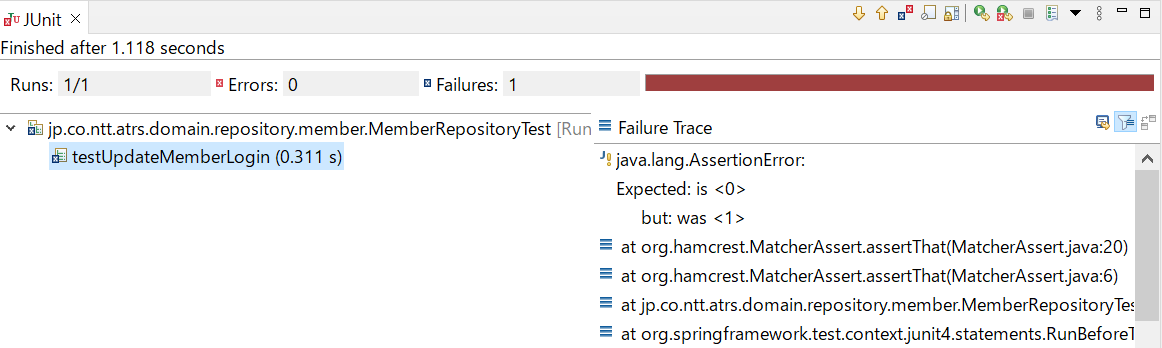 JUnit
Finished after 1.118 seconds
Runs: 1/1 Errors: 0 Failures: 1
jp.co.ntt.atrs.domain.repository.member.MemberRepositoryTest [Run
testUpdateMemberLogin (0.311 s)
Failure Trace
java.lang.AssertionError:
Expected: is <0>
but: was <1>
at org.hamcrest.MatcherAssert.assertThat(MatcherAssert.java:20)
at org.hamcrest.MatcherAssert.assertThat(MatcherAssert.java:6)
at jp.co.ntt.atrs.domain.repository.member.MemberRepositoryTes
at org.springframework.test.context.junit4.statements.RunBeforeT